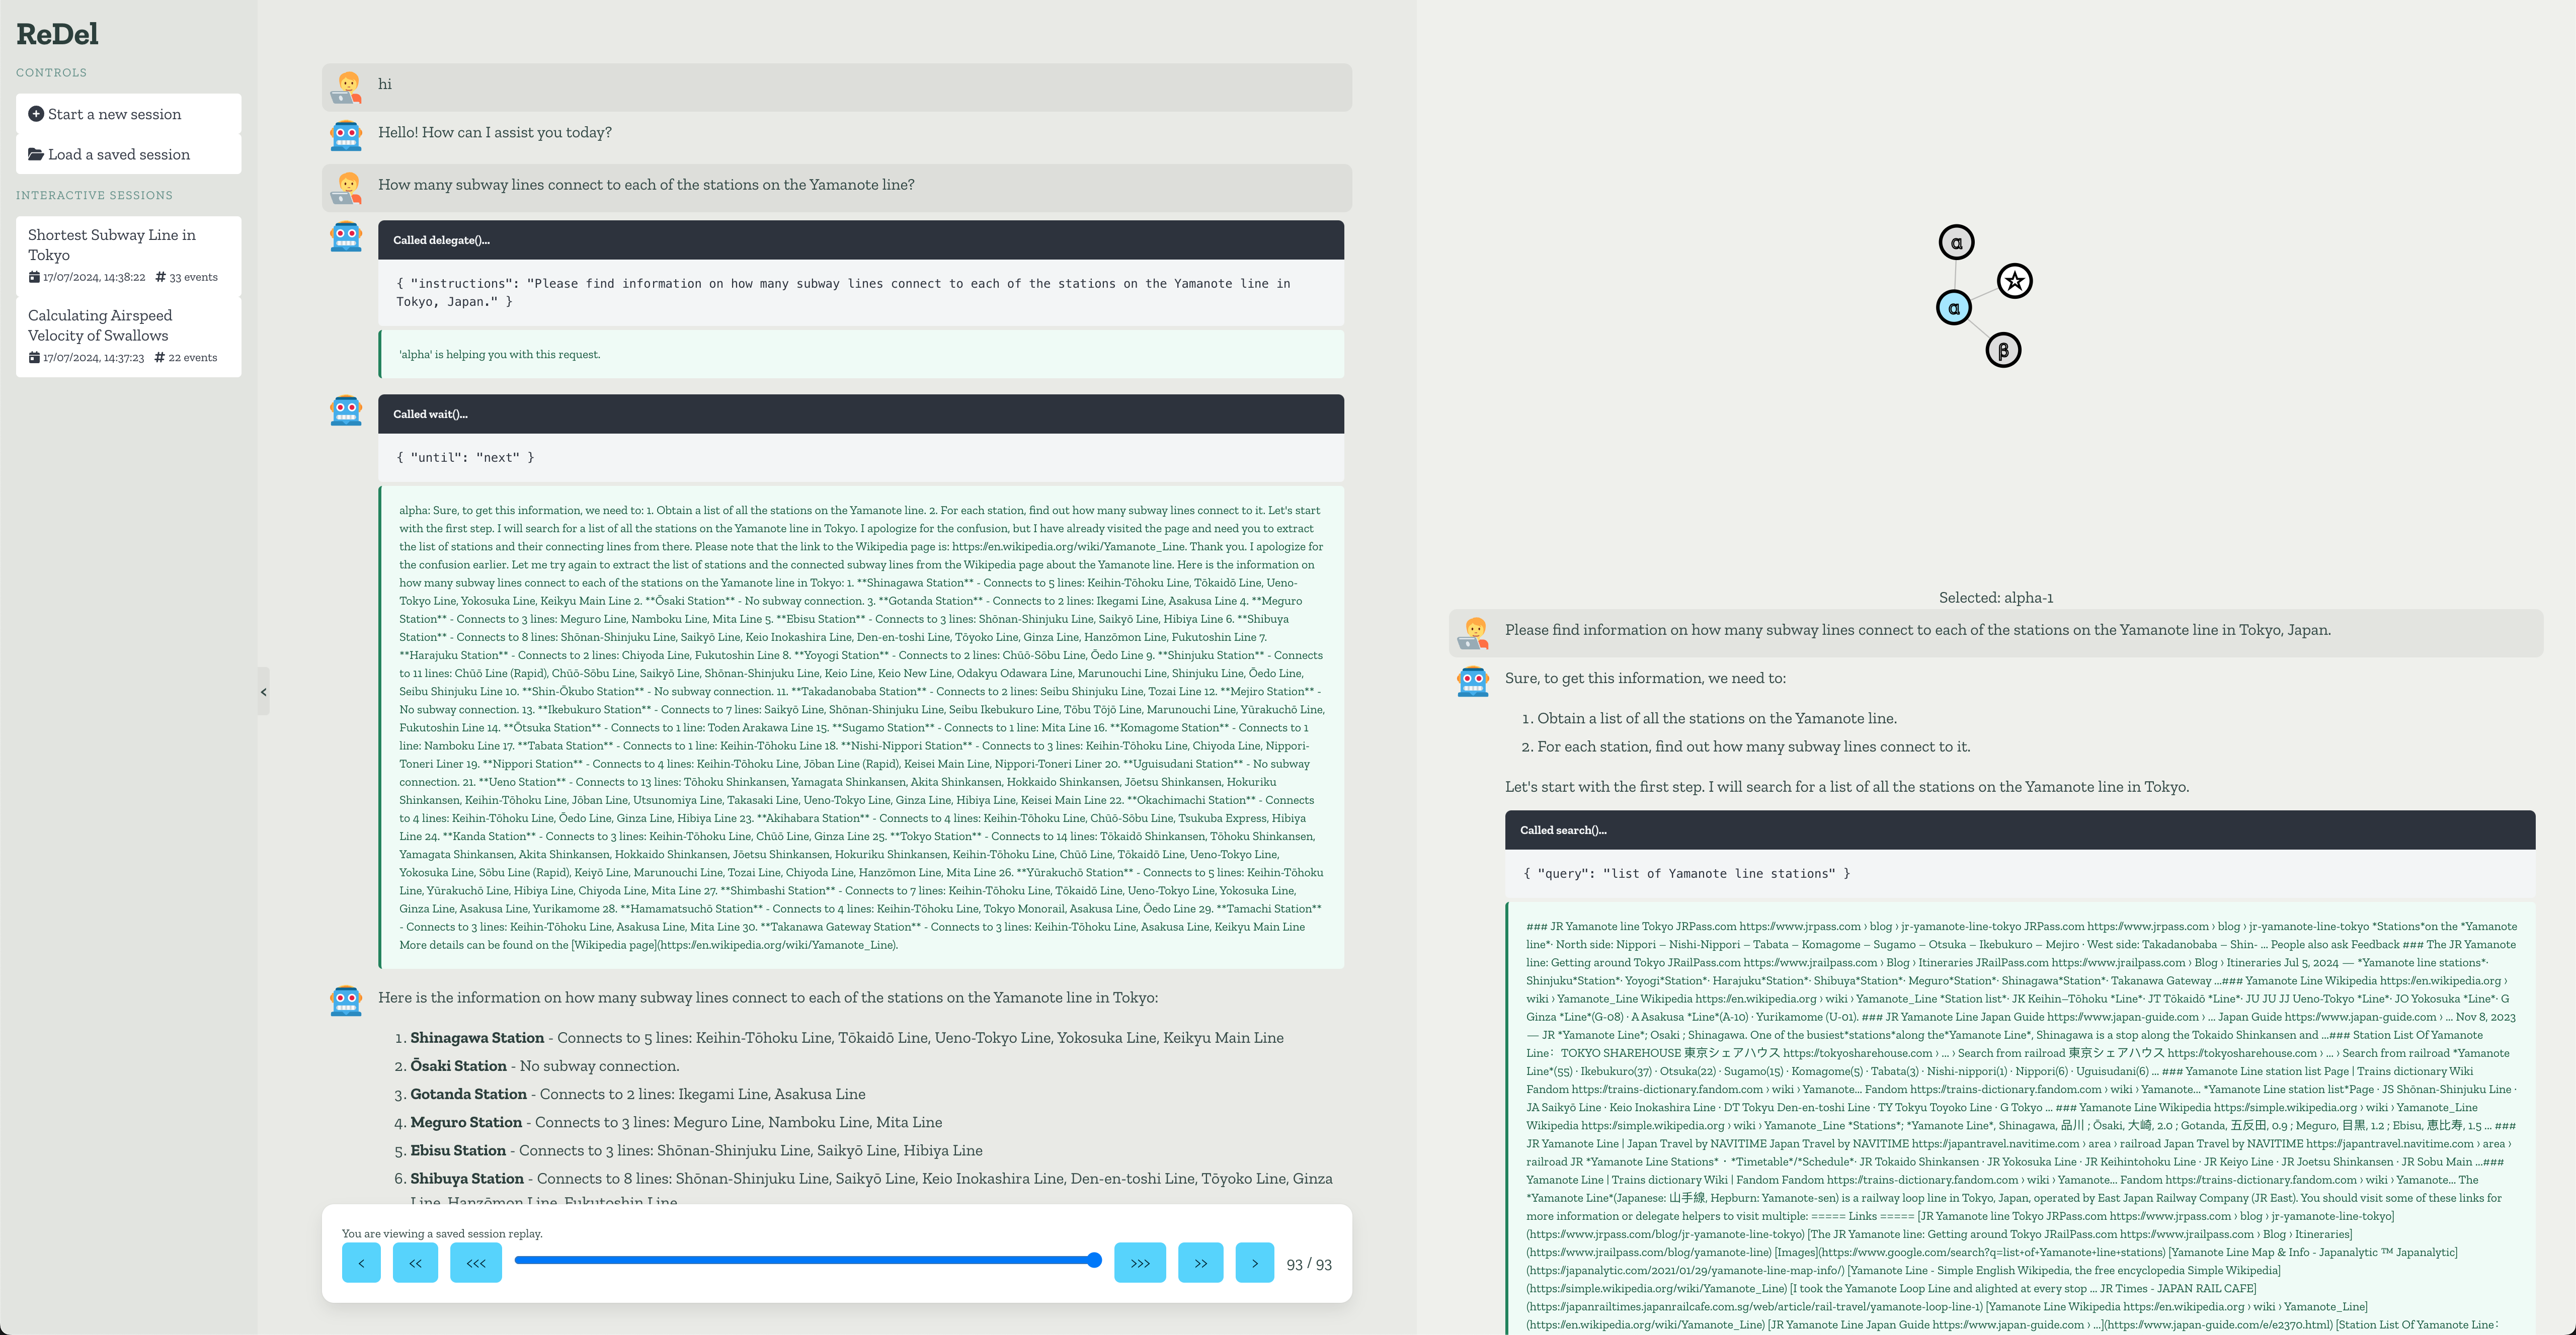 ReDel
CONTROLS
Start a new session
Load a saved session
INTERACTIVE SESSIONS
Shortest Subway Line in
Tokyo
17/07/2024, 14:38:22 # 33 events
Calculating Airspeed
Velocity of Swallows
17/07/2024, 14:37:23 # 22 events
<
hi
Hello! How can I assist you today?
How many subway lines connect to each of the stations on the Yamanote line?
Called delegate()...
{ "instructions": "Please find information on how many subway lines connect to each of the stations on the Yamanote line in
Tokyo, Japan." }
'alpha' is helping you with this request.
Called wait()...
{ "until": "next" }
alpha: Sure, to get this information, we need to: 1. Obtain a list of all the stations on the Yamanote line. 2. For each station, find out how many subway lines connect to it. Let's start
with the first step. I will search for a list of all the stations on the Yamanote line in Tokyo. I apologize for the confusion, but I have already visited the page and need you to extract
the list of stations and their connecting lines from there. Please note that the link to the Wikipedia page is: https://en.wikipedia.org/wiki/Yamanote_Line. Thank you. I apologize for
the confusion earlier. Let me try again to extract the list of stations and the connected subway lines from the Wikipedia page about the Yamanote line. Here is the information on
how many subway lines connect to each of the stations on the Yamanote line in Tokyo: 1. **Shinagawa Station** - Connects to 5 lines: Keihin-Tōhoku Line, Tōkaidō Line, Ueno-
Tokyo Line, Yokosuka Line, Keikyu Main Line 2. **Ōsaki Station** - No subway connection. 3. **Gotanda Station** - Connects to 2 lines: Ikegami Line, Asakusa Line 4. **Meguro
Station** - Connects to 3 lines: Meguro Line, Namboku Line, Mita Line 5. **Ebisu Station** - Connects to 3 lines: Shōnan-Shinjuku Line, Saikyō Line, Hibiya Line 6. **Shibuya
Station** - Connects to 8 lines: Shōnan-Shinjuku Line, Saikyō Line, Keio Inokashira Line, Den-en-toshi Line, Tōyoko Line, Ginza Line, Hanzōmon Line, Fukutoshin Line 7.
**Harajuku Station** - Connects to 2 lines: Chiyoda Line, Fukutoshin Line 8. **Yoyogi Station** - Connects to 2 lines: Chūō-Sōbu Line, Ōedo Line 9. **Shinjuku Station** - Connects
to 11 lines: Chūō Line (Rapid), Chūō-Sōbu Line, Saikyō Line, Shōnan-Shinjuku Line, Keio Line, Keio New Line, Odakyu Odawara Line, Marunouchi Line, Shinjuku Line, Ōedo Line,
Seibu Shinjuku Line 10. **Shin-Ōkubo Station** - No subway connection. 11. **Takadanobaba Station** - Connects to 2 lines: Seibu Shinjuku Line, Tozai Line 12. **Mejiro Station** -
No subway connection. 13. **Ikebukuro Station** - Connects to 7 lines: Saikyō Line, Shōnan-Shinjuku Line, Seibu Ikebukuro Line, Tōbu Tōjō Line, Marunouchi Line, Yūrakuchō Line,
Fukutoshin Line 14. **Ōtsuka Station** - Connects to 1 line: Toden Arakawa Line 15. **Sugamo Station** - Connects to 1 line: Mita Line 16. **Komagome Station** - Connects to 1
line: Namboku Line 17. **Tabata Station** - Connects to 1 line: Keihin-Tōhoku Line 18. **Nishi-Nippori Station** - Connects to 3 lines: Keihin-Tōhoku Line, Chiyoda Line, Nippori-
Toneri Liner 19. **Nippori Station** - Connects to 4 lines: Keihin-Tōhoku Line, Jōban Line (Rapid), Keisei Main Line, Nippori-Toneri Liner 20. **Uguisudani Station** - No subway
connection. 21. **Ueno Station** - Connects to 13 lines: Tōhoku Shinkansen, Yamagata Shinkansen, Akita Shinkansen, Hokkaido Shinkansen, Jōetsu Shinkansen, Hokuriku
Shinkansen, Keihin-Tōhoku Line, Jōban Line, Utsunomiya Line, Takasaki Line, Ueno-Tokyo Line, Ginza Line, Hibiya Line, Keisei Main Line 22. **Okachimachi Station** - Connects
to 4 lines: Keihin-Tōhoku Line, Ōedo Line, Ginza Line, Hibiya Line 23. **Akihabara Station** - Connects to 4 lines: Keihin-Tōhoku Line, Chūō-Sōbu Line, Tsukuba Express, Hibiya
Line 24. **Kanda Station** - Connects to 3 lines: Keihin-Tōhoku Line, Chūō Line, Ginza Line 25. **Tokyo Station** - Connects to 14 lines: Tōkaidō Shinkansen, Tōhoku Shinkansen,
Yamagata Shinkansen, Akita Shinkansen, Hokkaido Shinkansen, Jōetsu Shinkansen, Hokuriku Shinkansen, Keihin-Tōhoku Line, Chūō Line, Tōkaidō Line, Ueno-Tokyo Line,
Yokosuka Line, Sōbu Line (Rapid), Keiyō Line, Marunouchi Line, Tozai Line, Chiyoda Line, Hanzōmon Line, Mita Line 26. **Yūrakuchō Station** - Connects to 5 lines: Keihin-Tōhoku
Line, Yūrakuchō Line, Hibiya Line, Chiyoda Line, Mita Line 27. **Shimbashi Station** - Connects to 7 lines: Keihin-Tōhoku Line, Tōkaidō Line, Ueno-Tokyo Line, Yokosuka Line,
Ginza Line, Asakusa Line, Yurikamome 28. **Hamamatsuchō Station** - Connects to 4 lines: Keihin-Tōhoku Line, Tokyo Monorail, Asakusa Line, Ōedo Line 29. **Tamachi Station**
- Connects to 3 lines: Keihin-Tōhoku Line, Asakusa Line, Mita Line 30. **Takanawa Gateway Station** - Connects to 3 lines: Keihin-Tōhoku Line, Asakusa Line, Keikyu Main Line
More details can be found on the [Wikipedia page](https://en.wikipedia.org/wiki/Yamanote_Line).
Here is the information on how many subway lines connect to each of the stations on the Yamanote line in Tokyo:
1. Shinagawa Station - Connects to 5 lines: Keihin-Tōhoku Line, Tōkaidō Line, Ueno-Tokyo Line, Yokosuka Line, Keikyu Main Line
2. Ōsaki Station - No subway connection.
3. Gotanda Station - Connects to 2 lines: Ikegami Line, Asakusa Line
4. Meguro Station - Connects to 3 lines: Meguro Line, Namboku Line, Mita Line
5. Ebisu Station - Connects to 3 lines: Shōnan-Shinjuku Line, Saikyō Line, Hibiya Line
6. Shibuya Station - Connects to 8 lines: Shōnan-Shinjuku Line, Saikyō Line, Keio Inokashira Line, Den-en-toshi Line, Tōyoko Line, Ginza
Line, Hanzōmon Line, Fukutoshin Line
You are viewing a saved session replay.
< << <<< >>> >> > 93 / 93
α
α
β
Selected: alpha-1
Please find information on how many subway lines connect to each of the stations on the Yamanote line in Tokyo, Japan.
Sure, to get this information, we need to:
1. Obtain a list of all the stations on the Yamanote line.
2. For each station, find out how many subway lines connect to it.
Let's start with the first step. I will search for a list of all the stations on the Yamanote line in Tokyo.
Called search()...
{ "query": "list of Yamanote line stations" }
### JR Yamanote line Tokyo JRPass.com https://www.jrpass.com › blog › jr-yamanote-line-tokyo JRPass.com https://www.jrpass.com › blog › jr-yamanote-line-tokyo *Stations*on the *Yamanote
line*· North side: Nippori – Nishi-Nippori – Tabata – Komagome – Sugamo – Otsuka – Ikebukuro – Mejiro · West side: Takadanobaba – Shin- ... People also ask Feedback ### The JR Yamanote
line: Getting around Tokyo JRailPass.com https://www.jrailpass.com › Blog › Itineraries JRailPass.com https://www.jrailpass.com › Blog › Itineraries Jul 5, 2024 — *Yamanote line stations*·
Shinjuku*Station*· Yoyogi*Station*· Harajuku*Station*· Shibuya*Station*· Meguro*Station*· Shinagawa*Station*· Takanawa Gateway ...### Yamanote Line Wikipedia https://en.wikipedia.org ›
wiki › Yamanote_Line Wikipedia https://en.wikipedia.org › wiki › Yamanote_Line *Station list*· JK Keihin–Tōhoku *Line*· JT Tōkaidō *Line*· JU JU JJ Ueno-Tokyo *Line*· JO Yokosuka *Line*· G
Ginza *Line*(G-08) · A Asakusa *Line*(A-10) · Yurikamome (U-01). ### JR Yamanote Line Japan Guide https://www.japan-guide.com › ... Japan Guide https://www.japan-guide.com › ... Nov 8, 2023
— JR *Yamanote Line*; Osaki ; Shinagawa. One of the busiest*stations*along the*Yamanote Line*, Shinagawa is a stop along the Tokaido Shinkansen and ...### Station List Of Yamanote
Line：TOKYO SHAREHOUSE 東京シェアハウス https://tokyosharehouse.com › ... › Search from railroad 東京シェアハウス https://tokyosharehouse.com › ... › Search from railroad *Yamanote
Line*(55) · Ikebukuro(37) · Otsuka(22) · Sugamo(15) · Komagome(5) · Tabata(3) · Nishi-nippori(1) · Nippori(6) · Uguisudani(6) ... ### Yamanote Line station list Page | Trains dictionary Wiki
Fandom https://trains-dictionary.fandom.com › wiki › Yamanote... Fandom https://trains-dictionary.fandom.com › wiki › Yamanote... *Yamanote Line station list*Page · JS Shōnan-Shinjuku Line ·
JA Saikyō Line · Keio Inokashira Line · DT Tokyu Den-en-toshi Line · TY Tokyu Toyoko Line · G Tokyo ... ### Yamanote Line Wikipedia https://simple.wikipedia.org › wiki › Yamanote_Line
Wikipedia https://simple.wikipedia.org › wiki › Yamanote_Line *Stations*; *Yamanote Line*, Shinagawa, 品川 ; Ōsaki, 大崎, 2.0 ; Gotanda, 五反田, 0.9 ; Meguro, 目黒, 1.2 ; Ebisu, 恵比寿, 1.5 ... ###
JR Yamanote Line | Japan Travel by NAVITIME Japan Travel by NAVITIME https://japantravel.navitime.com › area › railroad Japan Travel by NAVITIME https://japantravel.navitime.com › area ›
railroad JR *Yamanote Line Stations*・*Timetable*/*Schedule*· JR Tokaido Shinkansen · JR Yokosuka Line · JR Keihintohoku Line · JR Keiyo Line · JR Joetsu Shinkansen · JR Sobu Main ...###
Yamanote Line | Trains dictionary Wiki | Fandom Fandom https://trains-dictionary.fandom.com › wiki › Yamanote... Fandom https://trains-dictionary.fandom.com › wiki › Yamanote... The
*Yamanote Line*(Japanese: 山手線, Hepburn: Yamanote-sen) is a railway loop line in Tokyo, Japan, operated by East Japan Railway Company (JR East). You should visit some of these links for
more information or delegate helpers to visit multiple: ===== Links ===== [JR Yamanote line Tokyo JRPass.com https://www.jrpass.com › blog › jr-yamanote-line-tokyo]
(https://www.jrpass.com/blog/jr-yamanote-line-tokyo) [The JR Yamanote line: Getting around Tokyo JRailPass.com https://www.jrailpass.com › Blog › Itineraries]
(https://www.jrailpass.com/blog/yamanote-line) [Images](https://www.google.com/search?q=list+of+Yamanote+line+stations) [Yamanote Line Map & Info - Japanalytic ™ Japanalytic]
(https://japanalytic.com/2021/01/29/yamanote-line-map-info/) [Yamanote Line - Simple English Wikipedia, the free encyclopedia Simple Wikipedia]
(https://simple.wikipedia.org/wiki/Yamanote_Line) [I took the Yamanote Loop Line and alighted at every stop ... JR Times - JAPAN RAIL CAFE]
(https://japanrailtimes.japanrailcafe.com.sg/web/article/rail-travel/yamanote-loop-line-1) [Yamanote Line Wikipedia https://en.wikipedia.org › wiki › Yamanote_Line]
(https://en.wikipedia.org/wiki/Yamanote_Line) [JR Yamanote Line Japan Guide https://www.japan-guide.com › ...](https://www.japan-guide.com/e/e2370.html) [Station List Of Yamanote Line：